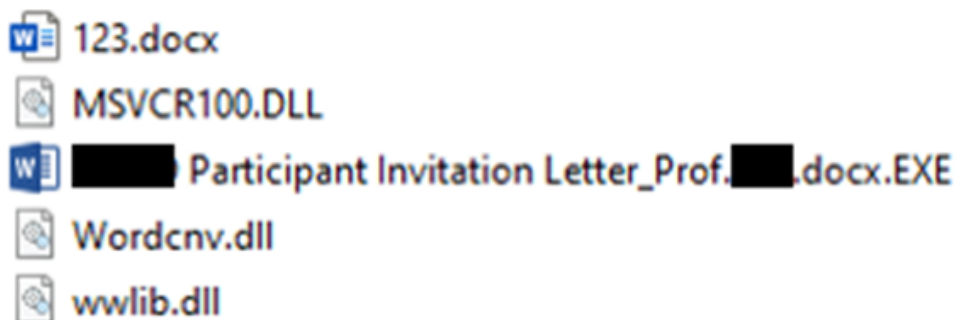 123.docx
MSVCR100.DLL
Participant Invitation Letter_Prof. .docx.EXE
Wordcnv.dll
wwlib.dll